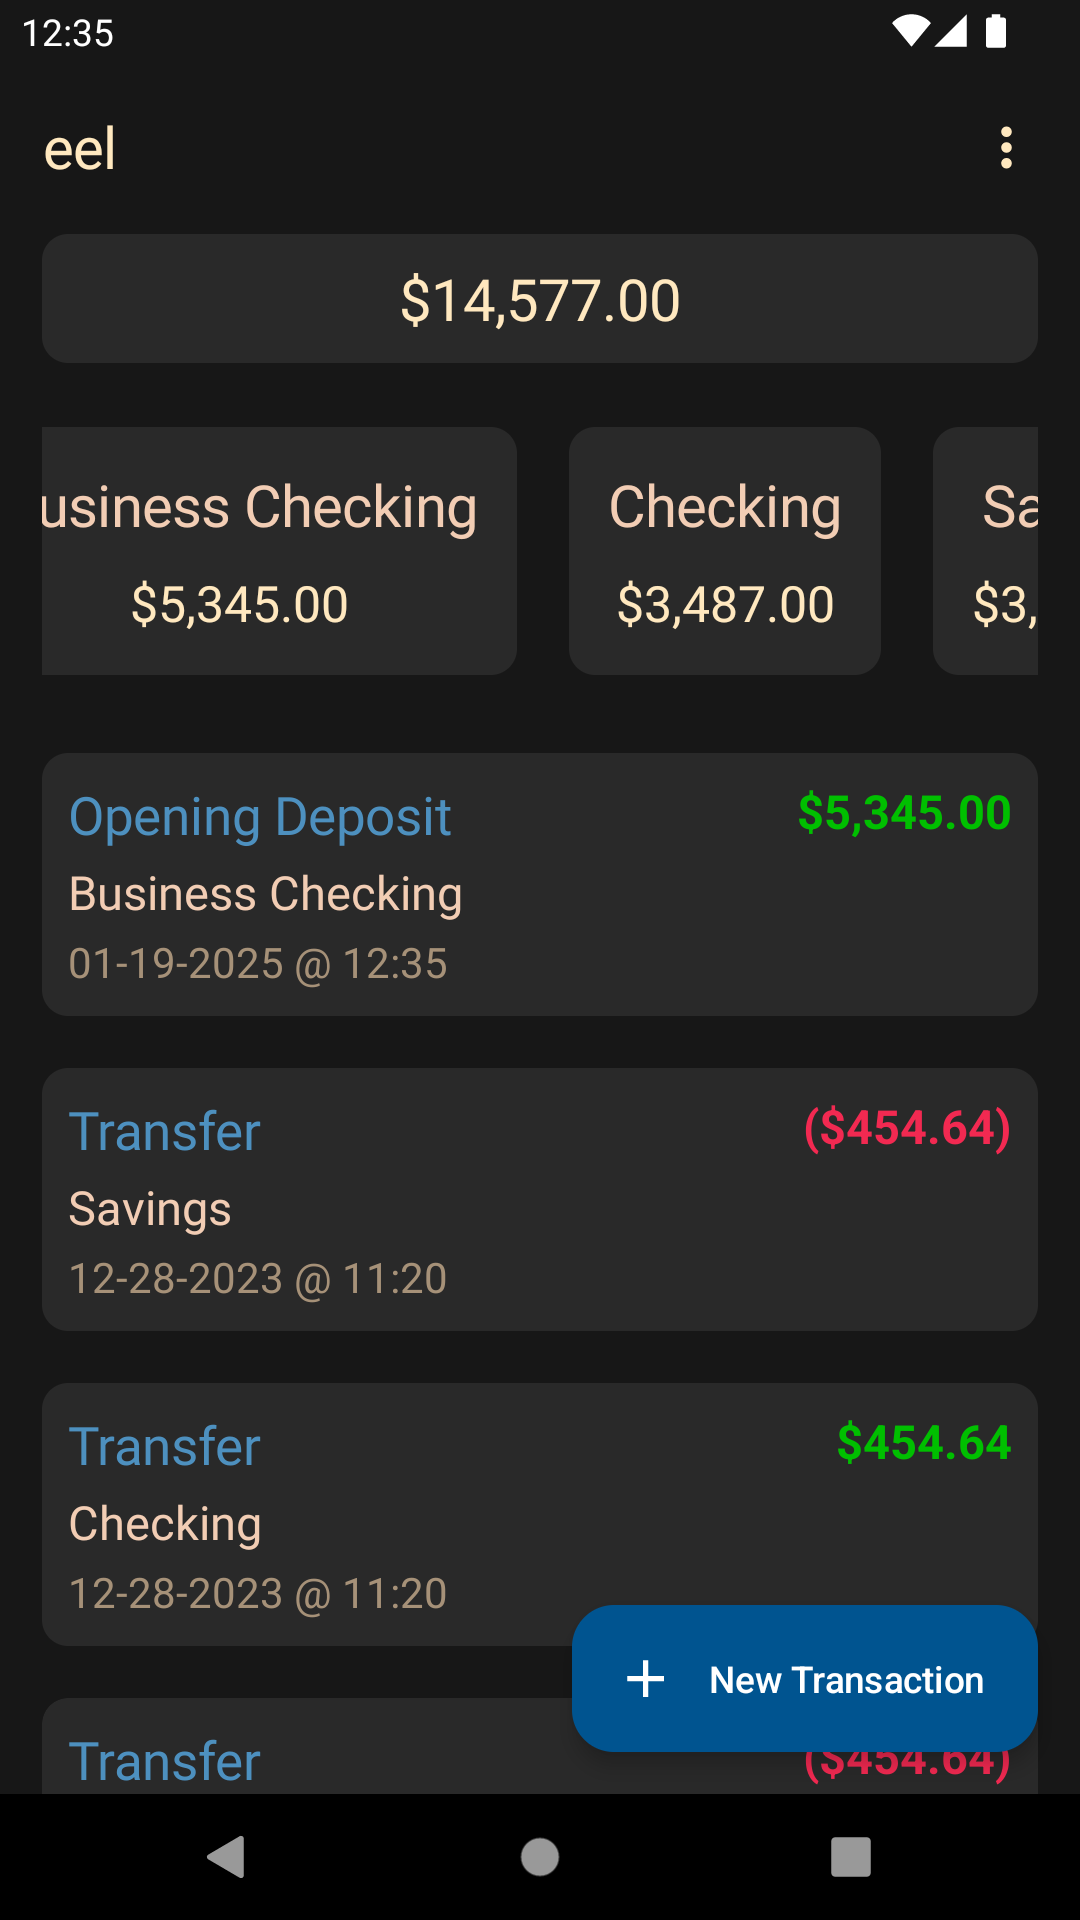 12:35
eel
$14,577.00
usiness Checking
$5,345.00
Checking
$3,487.00
Sa
$3,
Opening Deposit
$5,345.00
Business Checking
01-19-2025 @ 12:35
Transfer
($454.64)
Savings
12-28-2023 @ 11:20
Transfer
$454.64
Checking
12-28-2023 @ 11:20
New Transaction
Transfer
($454.64)